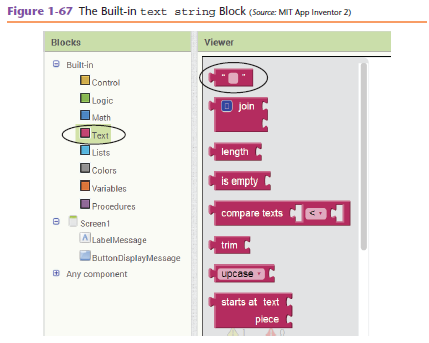 Figure 1-67 The Built-in text string Block (Source: MIT App Inventor 2)
Blocks
Viewer
Built-in
Control
Logic
Math
Text
Lists
Colors
Variables
Procedures
Screen1
LabelMessage
ButtonDisplayMessage
Any component
" "
join
length
is empty
compare texts <
trim
upcase
starts at text
piece